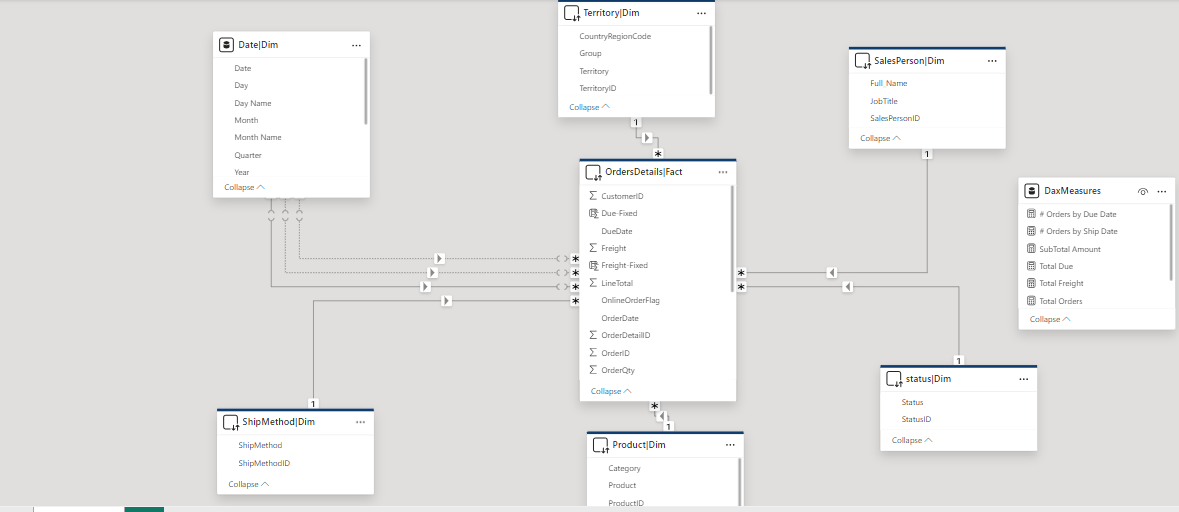 Territory|Dim
CountryRegionCode
Group
Territory
TerritoryID
Collapse
Date|Dim
Date
Day
Day Name
Month
Month Name
Quarter
Year
Collapse
SalesPerson|Dim
Full_Name
JobTitle
SalesPersonID
Collapse
1
*
1
OrdersDetails|Fact
CustomerID
Due-Fixed
DueDate
Freight
Freight-Fixed
LineTotal
OnlineOrderFlag
OrderDate
OrderDetailID
OrderID
OrderQty
Collapse
DaxMeasures
# Orders by Due Date
# Orders by Ship Date
SubTotal Amount
Total Due
Total Freight
Total Orders
Collapse
*
*
*
*
*
*
1
1
status|Dim
Status
StatusID
Collapse
ShipMethod|Dim
ShipMethod
ShipMethodID
Collapse
*
1
Product|Dim
Category
Product
ProductID